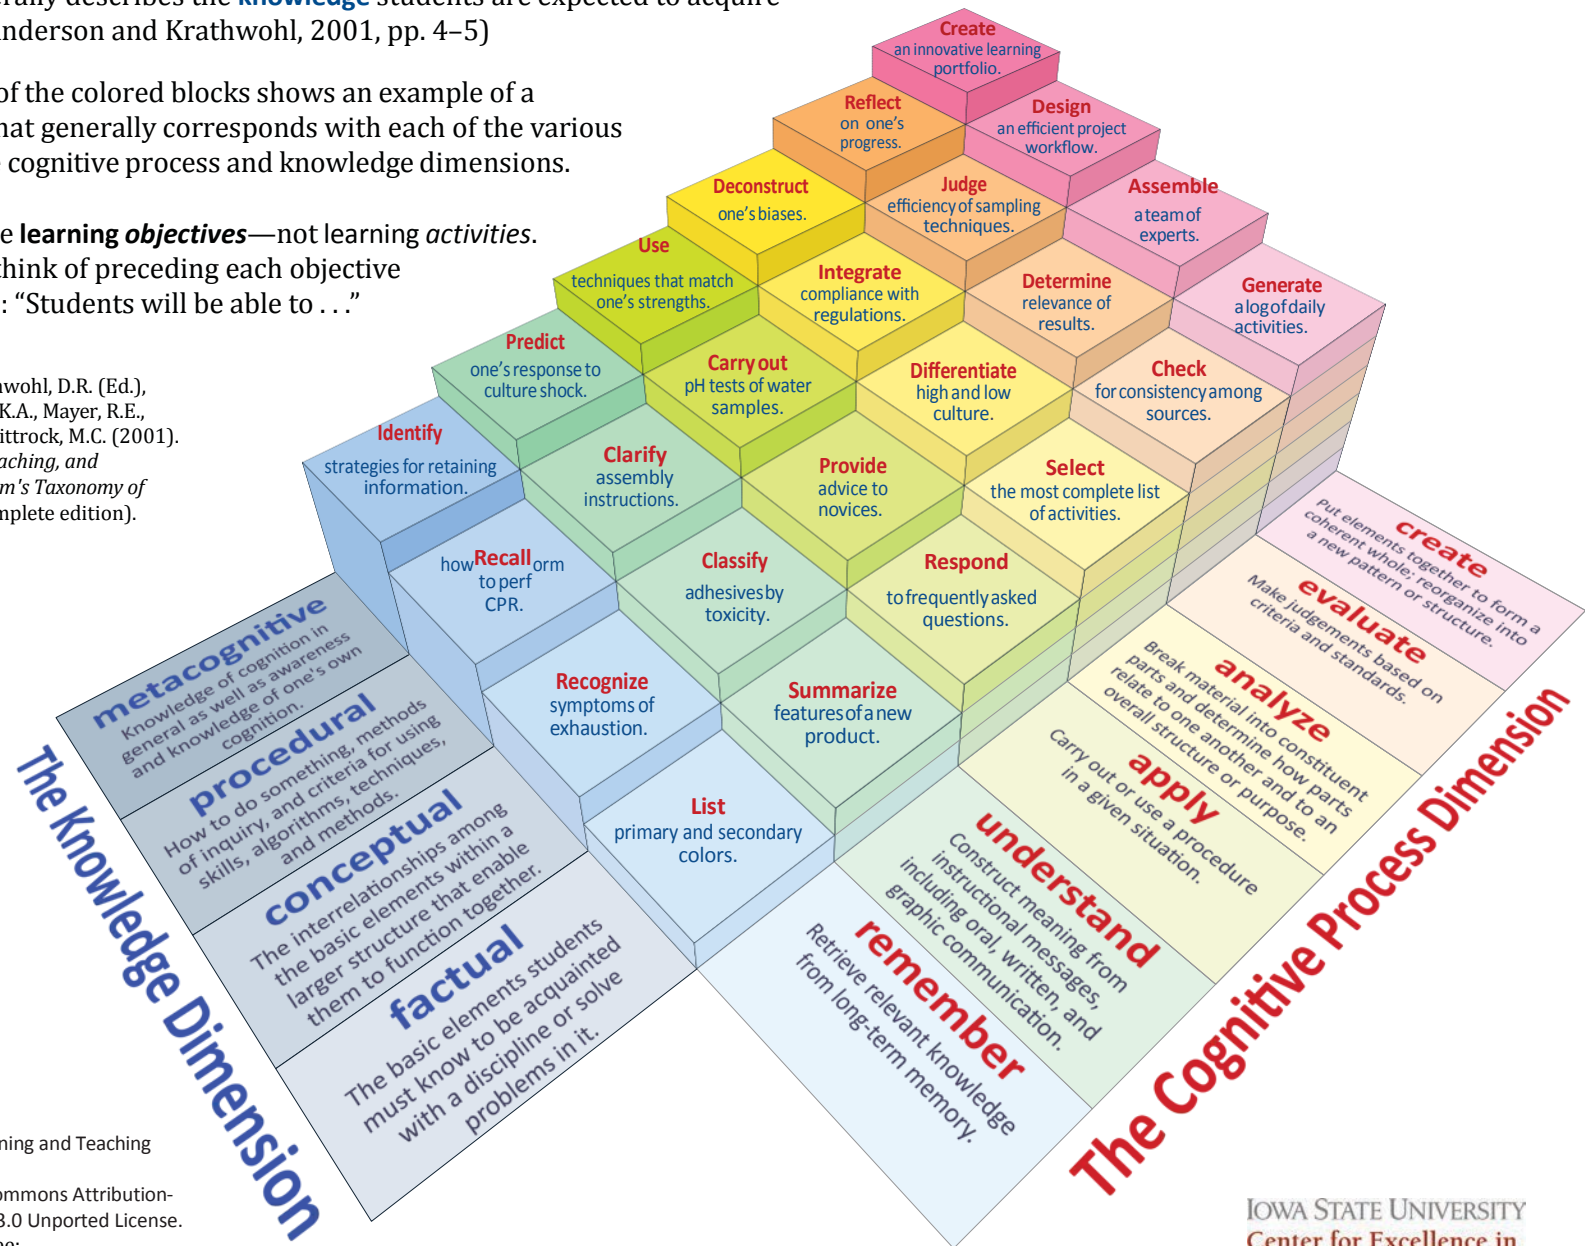 erally describes the knowledge students are expected to acquire
nderson and Krathwohl, 2001, pp. 4–5)
of the colored blocks shows an example of a
hat generally corresponds with each of the various
cognitive process and knowledge dimensions.
e learning objectives—not learning activities.
think of preceding each objective
: “Students will be able to . . .”
wohl, D.R. (Ed.),
K.A., Mayer, R.E.,
ittrock, M.C. (2001).
aching, and
m's Taxonomy of
mplete edition).
Create
an innovative learning
portfolio.
Reflect
on one’s
progress.
Design
an efficient project
workflow.
Deconstruct
one’s biases.
Judge
efficiency of sampling
techniques.
Assemble
a team of
experts.
Use
techniques that match
one’s strengths.
Integrate
compliance with
regulations.
Determine
relevance of
results.
Generate
a log of daily
activities.
Predict
one’s response to
culture shock.
Carry out
pH tests of water
samples.
Differentiate
high and low
culture.
Check
for consistency among
sources.
Identify
strategies for retaining
information.
Clarify
assembly
instructions.
Provide
advice to
novices.
Select
the most complete list
of activities.
how Recall orm
to perf
CPR.
Classify
adhesives by
toxicity.
Respond
to frequently asked
questions.
Recognize
symptoms of
exhaustion.
Summarize
features of a new
product.
List
primary and secondary
colors.
metacognitive
Knowledge of cognition in
general as well as awareness
and knowledge of one's own
cognition.
procedural
How to do something, methods
of inquiry, and criteria for using
skills, algorithms, techniques,
and methods.
conceptual
The interrelationships among
the basic elements within a
larger structure that enable
them to function together.
factual
The basic elements students
must know to be acquainted
with a discipline or solve
problems in it.
The Knowledge Dimension
create
Put elements together to form a
coherent whole; reorganize into
a new pattern or structure.
evaluate
Make judgements based on
criteria and standards.
analyze
Break material into constituent
parts and determine how parts
relate to one another and to an
overall structure or purpose.
apply
Carry out or use a procedure
in a given situation.
understand
Construct meaning from
instructional messages,
including oral, written, and
graphic communication.
remember
Retrieve relevant knowledge
from long-term memory.
The Cognitive Process Dimension
ning and Teaching
ommons Attribution-
3.0 Unported License.
IOWA STATE UNIVERSITY
Center for Excellence in